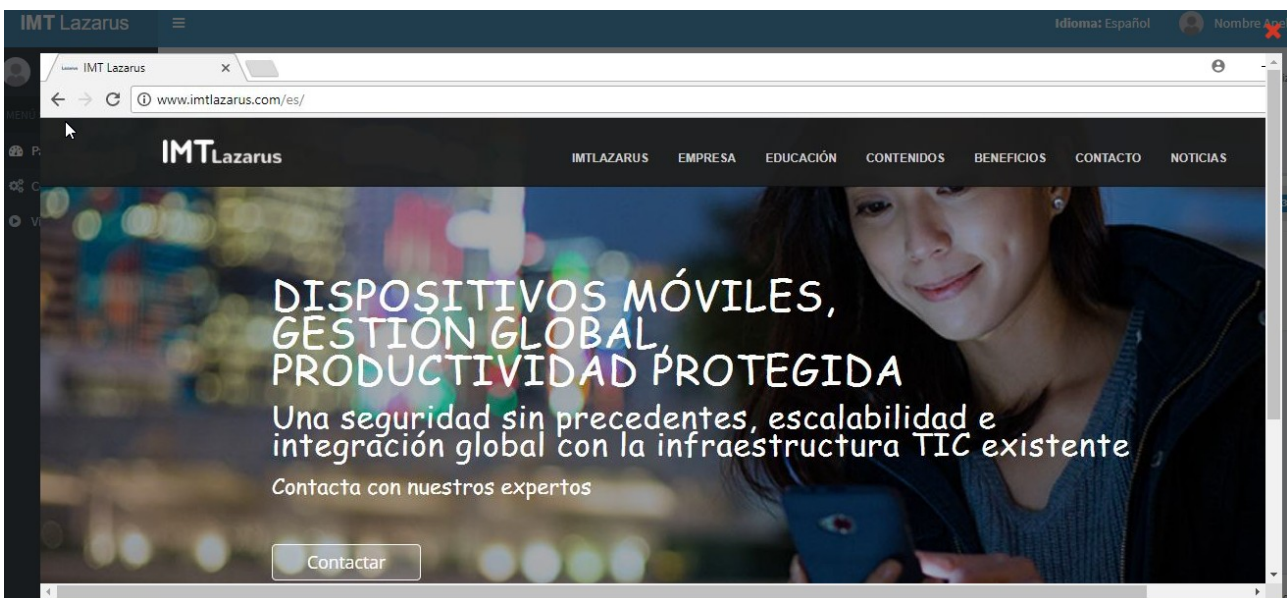 IMT Lazarus
Idioma: Español
Nombre
IMT Lazarus
www.imtlazarus.com/es/
MENÚ
IMTLazarus
IMTLAZARUS EMPRESA EDUCACIÓN CONTENIDOS BENEFICIOS CONTACTO NOTICIAS
DISPOSITIVOS MÓVILES,
GESTIÓN GLOBAL,
PRODUCTIVIDAD PROTEGIDA
Una seguridad sin precedentes, escalabilidad e
integración global con la infraestructura TIC existente
Contacta con nuestros expertos
Contactar